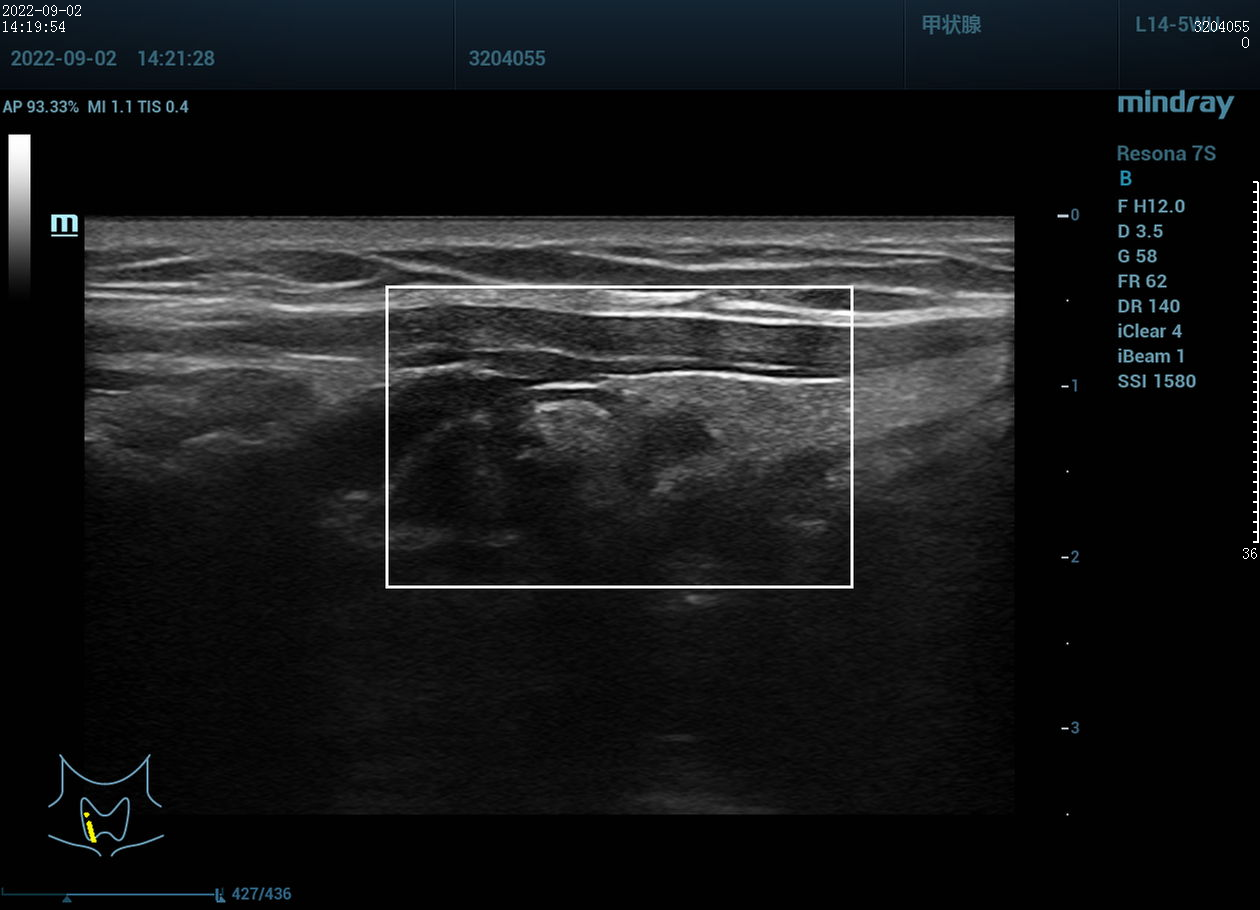 2022-09-02
14:19:54
2022-09-02 14:21:28
3204055
甲状腺
L14-5WU
3204055
0
AP 93.33% MI 1.1 TIS 0.4
mindray
Resona 7S
B
F H12.0
D 3.5
G 58
FR 62
DR 140
iClear 4
iBeam 1
SSI 1580
m
0
1
2
3
36
427/436